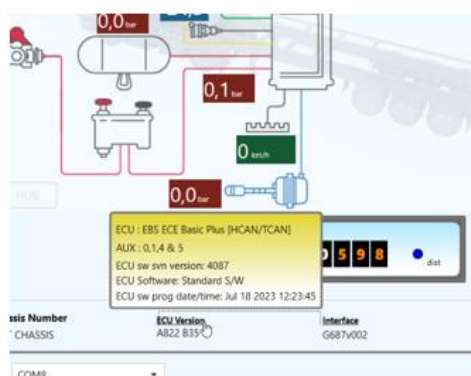 0,0 bar
0,1 bar
0 km/h
HUB
0,0 bar
ECU : EBS ECE Basic Plus [HCAN/TCAN]
AUX : 0,1,4 & 5
ECU sw svn version: 4087
ECU Software: Standard S/W
ECU sw prog date/time: Jul 18 2023 12:23:45
0 5 9 8
dist
ssis Number
ECU Version
Interface
CHASSIS
A822 B35
G687v002
COM8